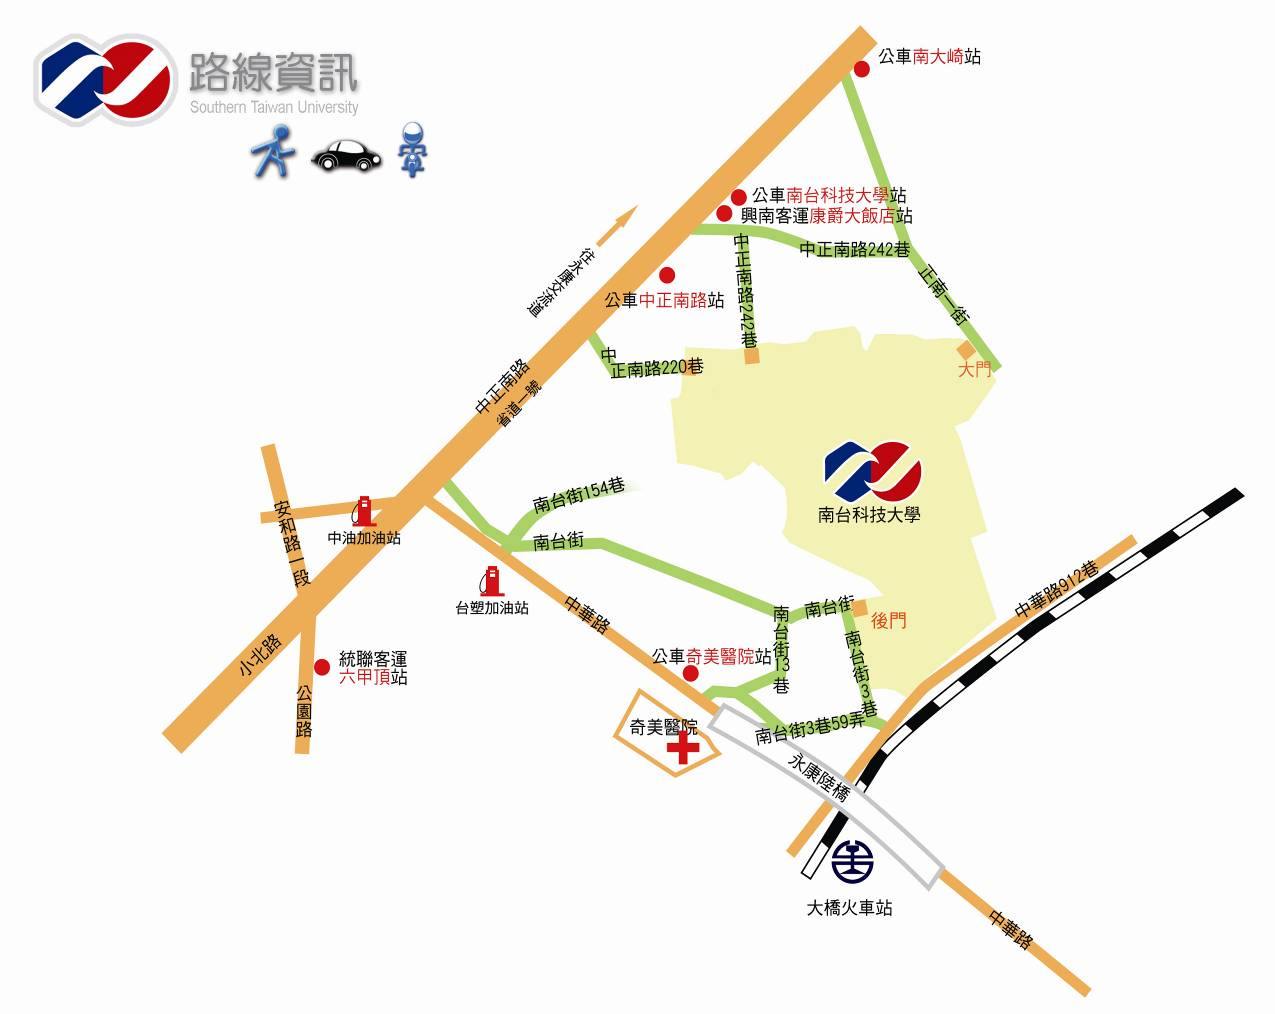 路線資訊
Southern Taiwan University
公車南大崎站
公車南台科技大學站
興南客運康爵大飯店站
中正南路242巷
中正南路242巷
正南一街
往永康交流道
公車中正南路站
中
正南路220巷
大門
中正南路
省道一號
南台科技大學
安和路一段
中油加油站
南台街154巷
南台街
台塑加油站
中華路
中華路912巷
南台街
後門
南台街13巷
南台街3巷
小北路
統聯客運
六甲頂站
公園路
公車奇美醫院站
奇美醫院
南台街3巷59弄
永康陸橋
大橋火車站
中華路